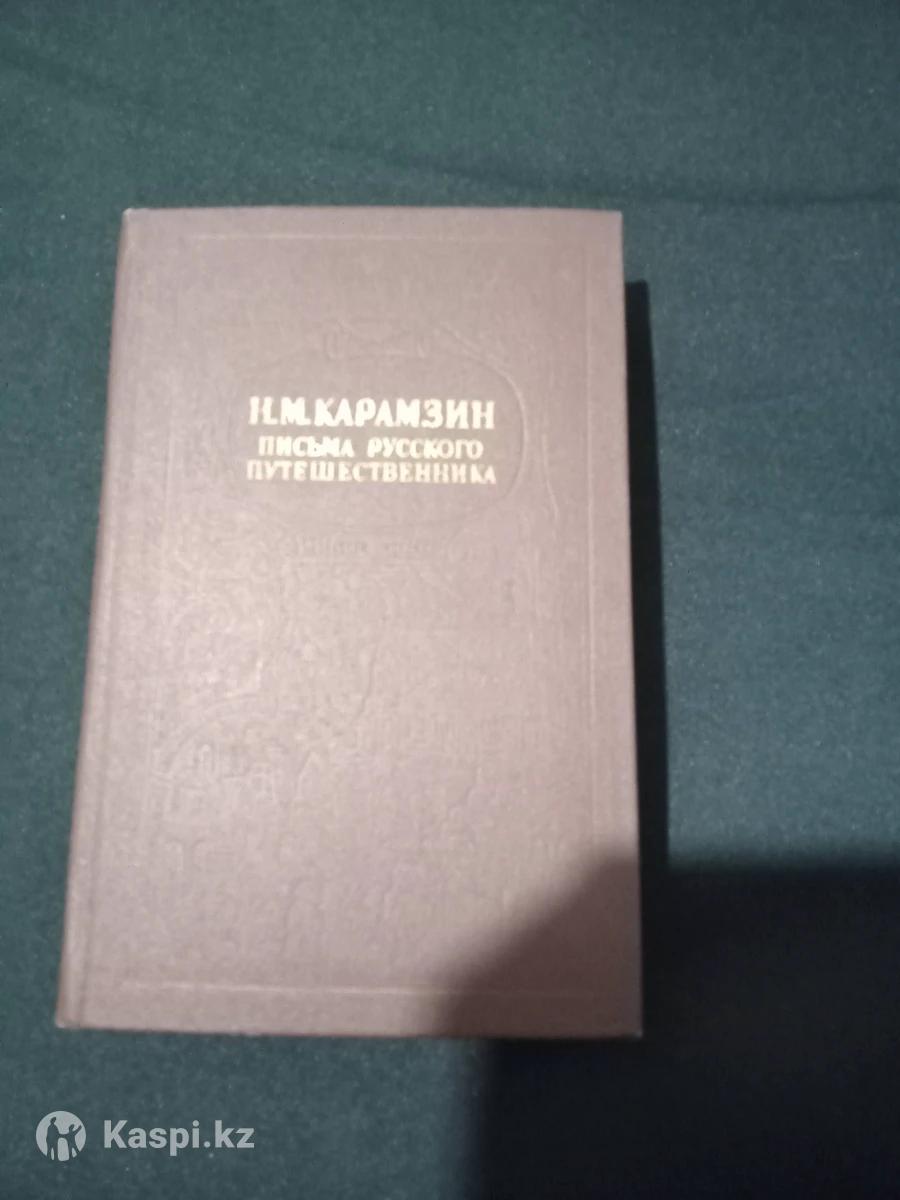 Н.М.КАРАМЗИН
ПИСЬМА РУССКОГО
ПУТЕШЕСТВЕННИКА
Kaspi.kz